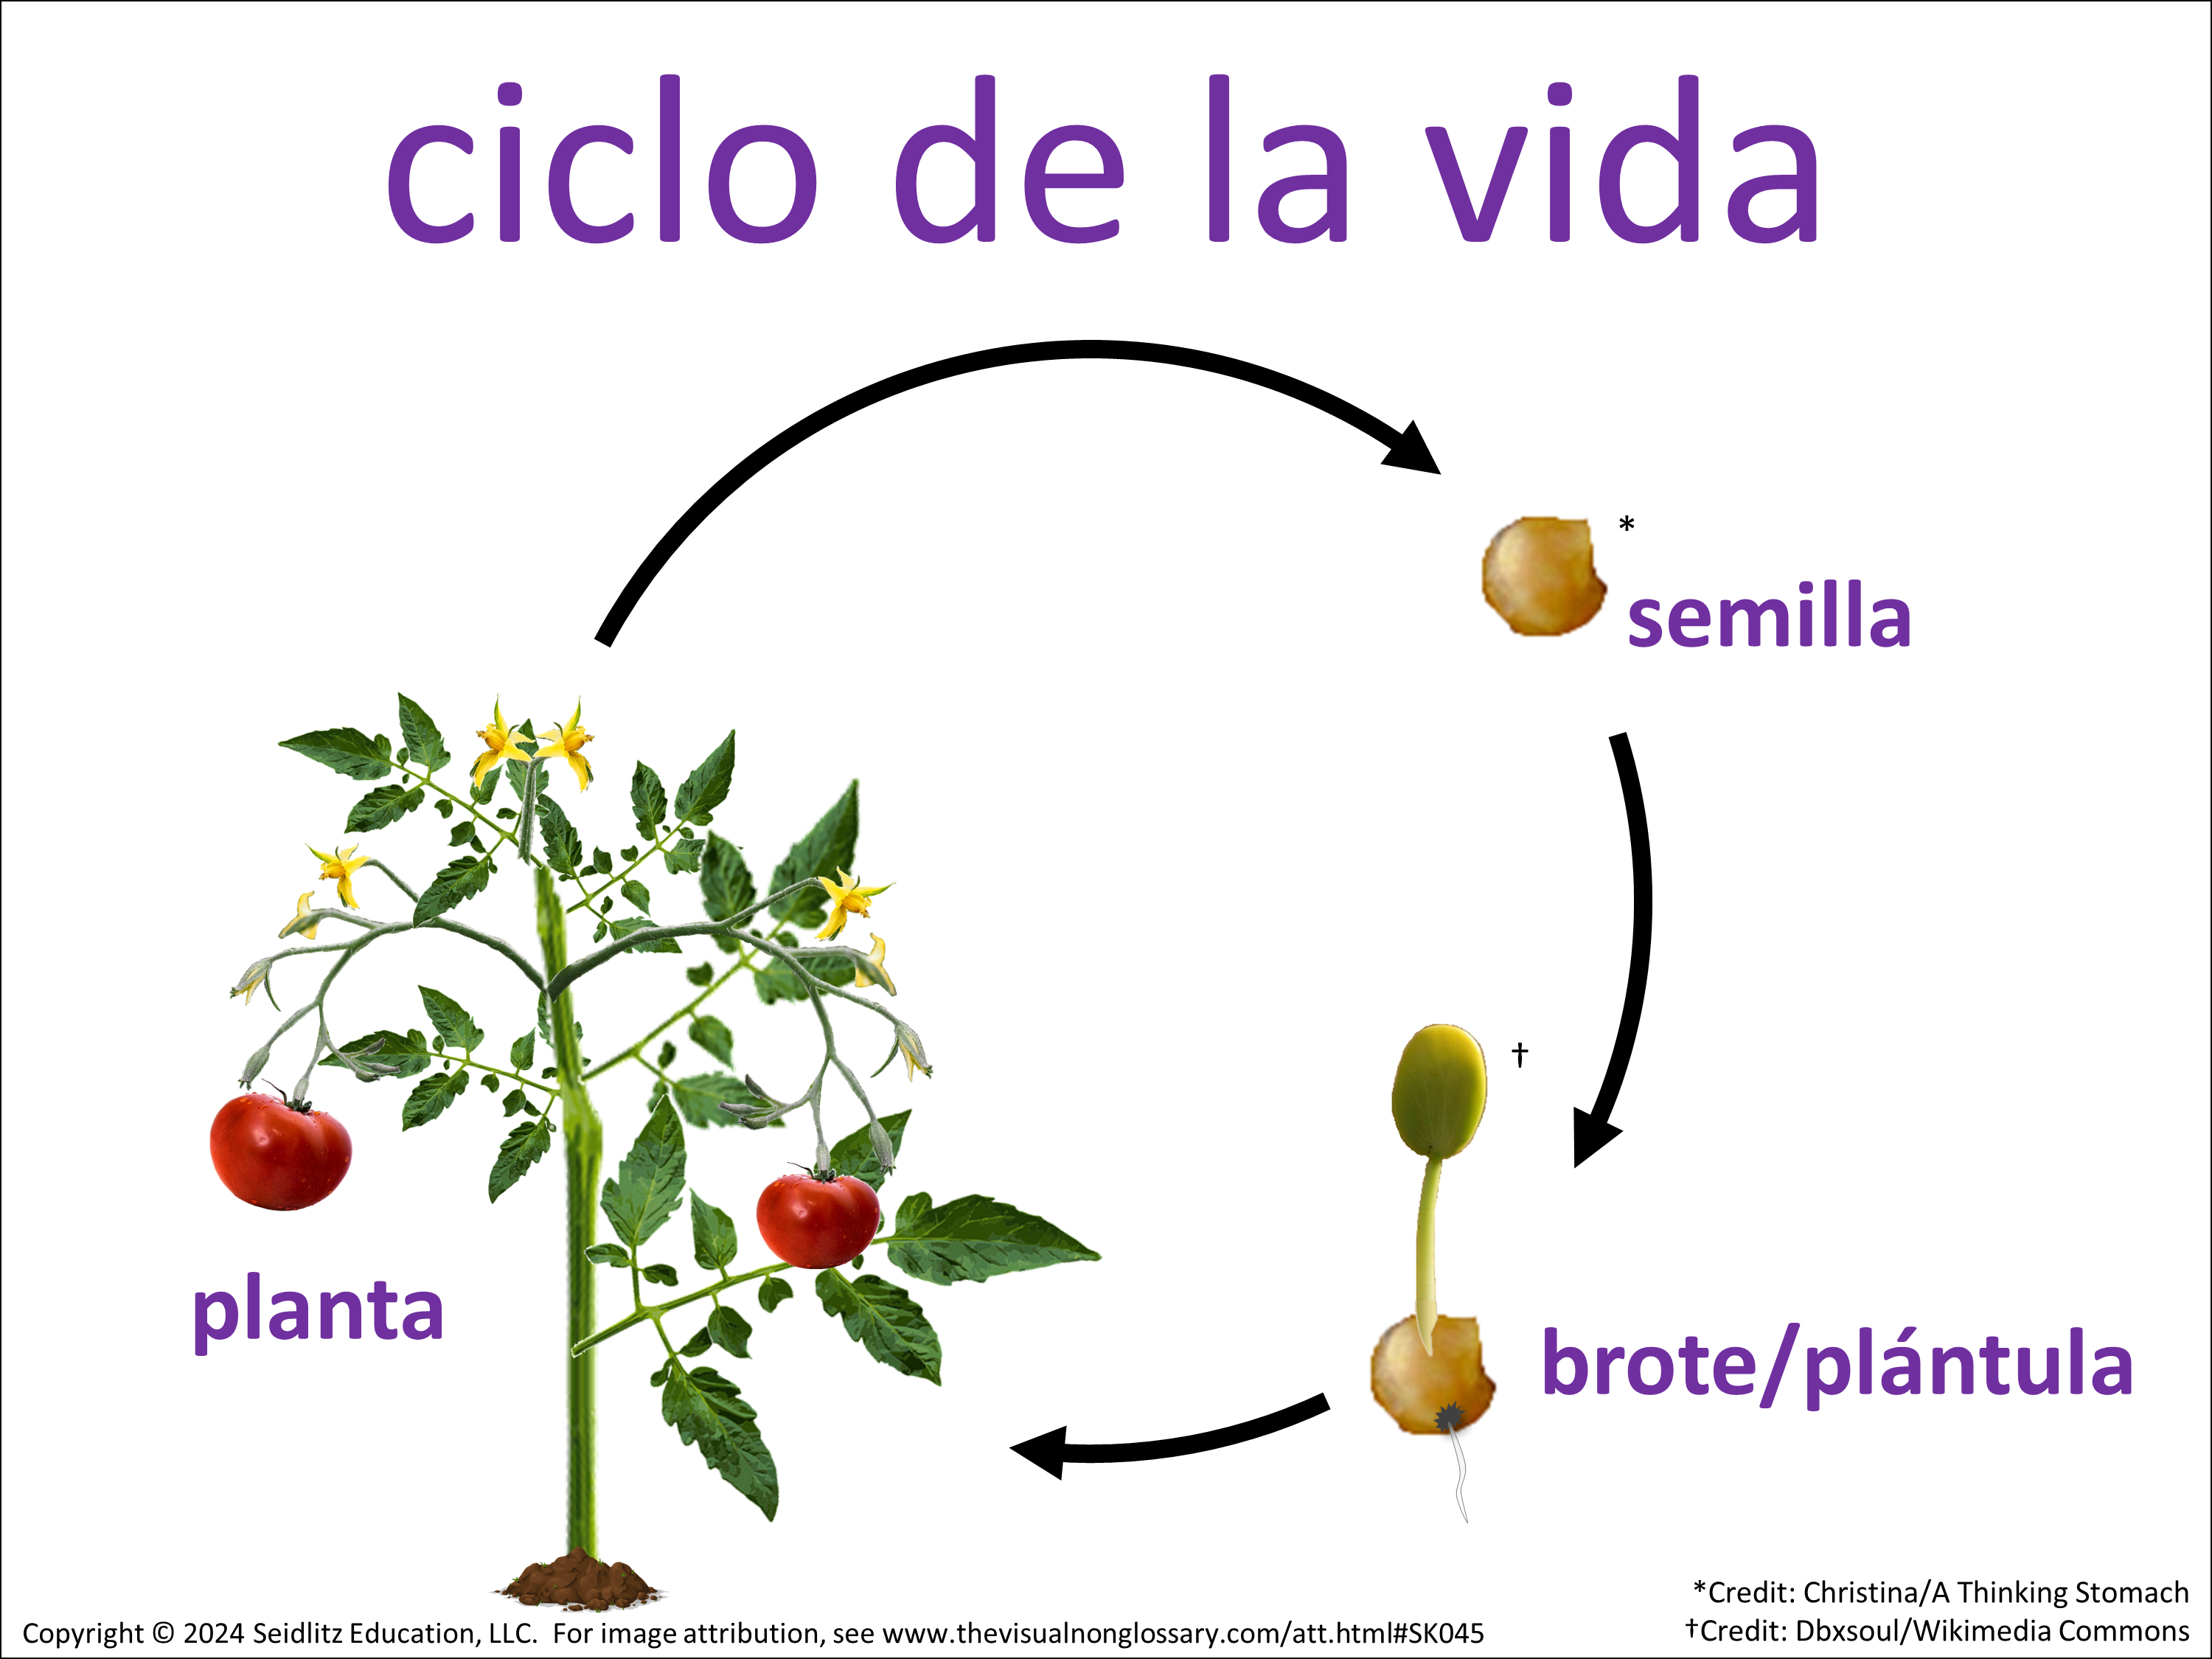 ciclo de la vida
*
semilla
†
planta
brote/plántula
*Credit: Christina/A Thinking Stomach
Copyright © 2024 Seidlitz Education, LLC.  For image attribution, see www.thevisualnonglossary.com/att.html#SK045
†Credit: Dbxsoul/Wikimedia Commons